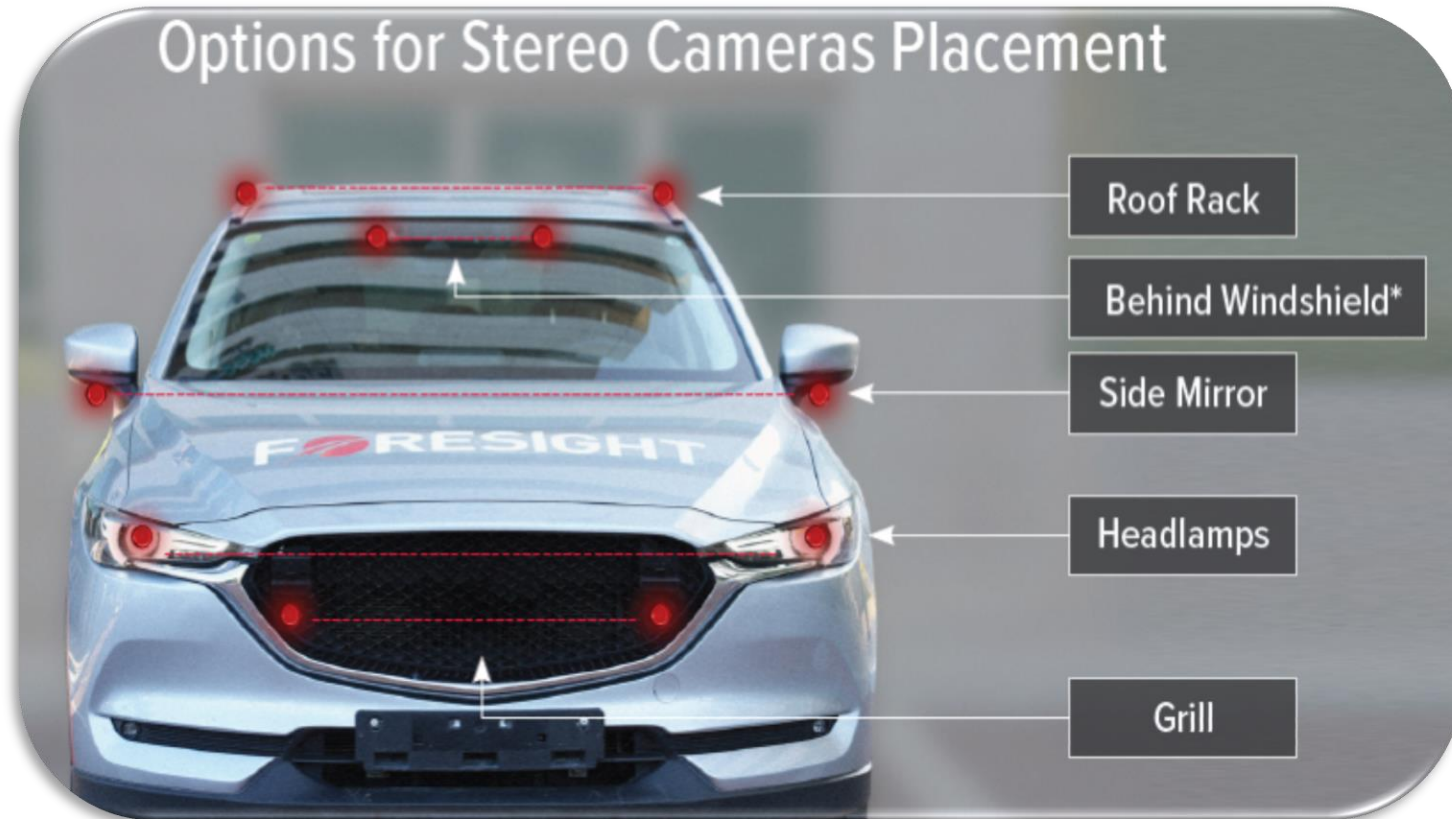 Options for Stereo Cameras Placement
Roof Rack
Behind Windshield*
Side Mirror
FORESIGHT
Headlamps
Grill